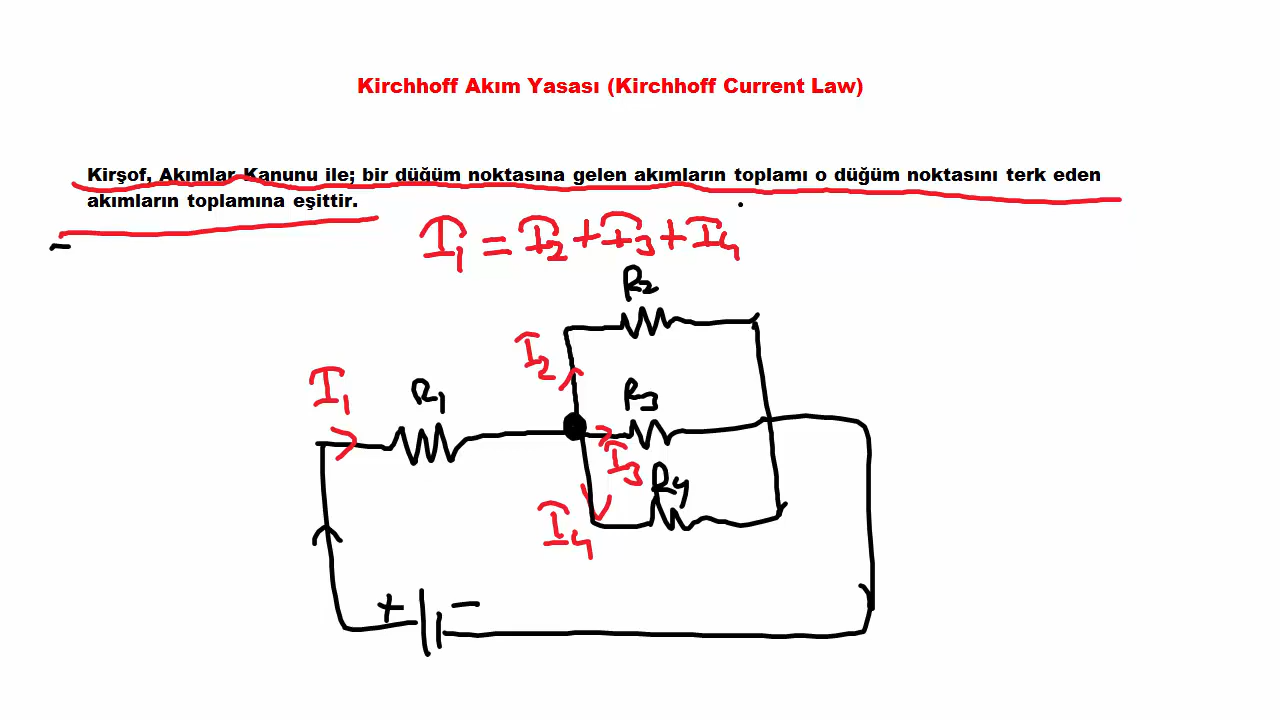 Kirchhoff Akım Yasası (Kirchhoff Current Law)
Kirşof, Akımlar Kanunu ile; bir düğüm noktasına gelen akımların toplamı o düğüm noktasını terk eden
akımların toplamına eşittir.
I1 = I2 + I3 + I4
R2
I2
I1
R1
R3
I3
R4
I4
+
−